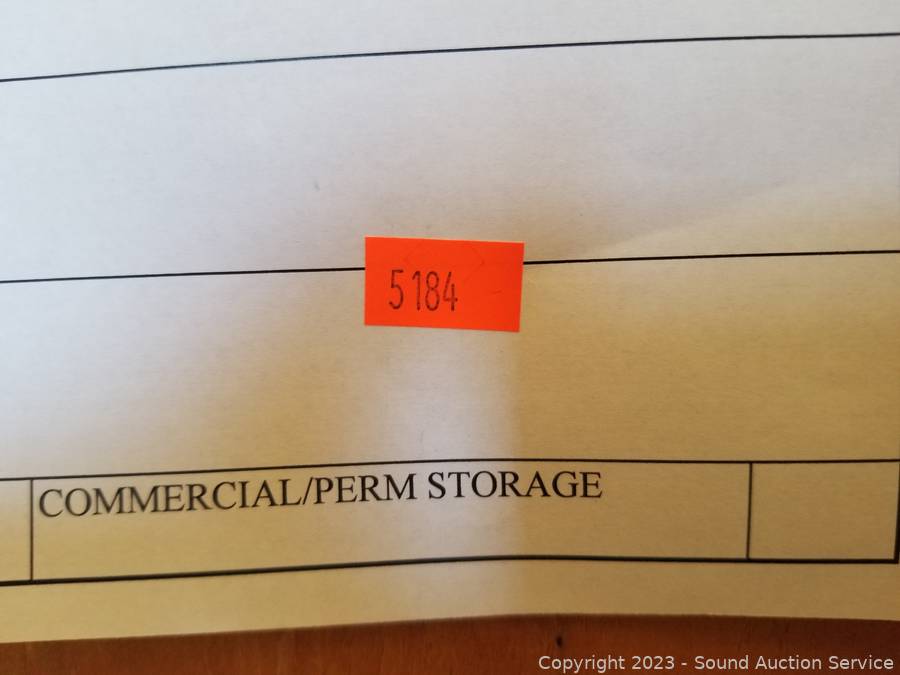 5184
COMMERCIAL/PERM STORAGE
Copyright 2023 - Sound Auction Service